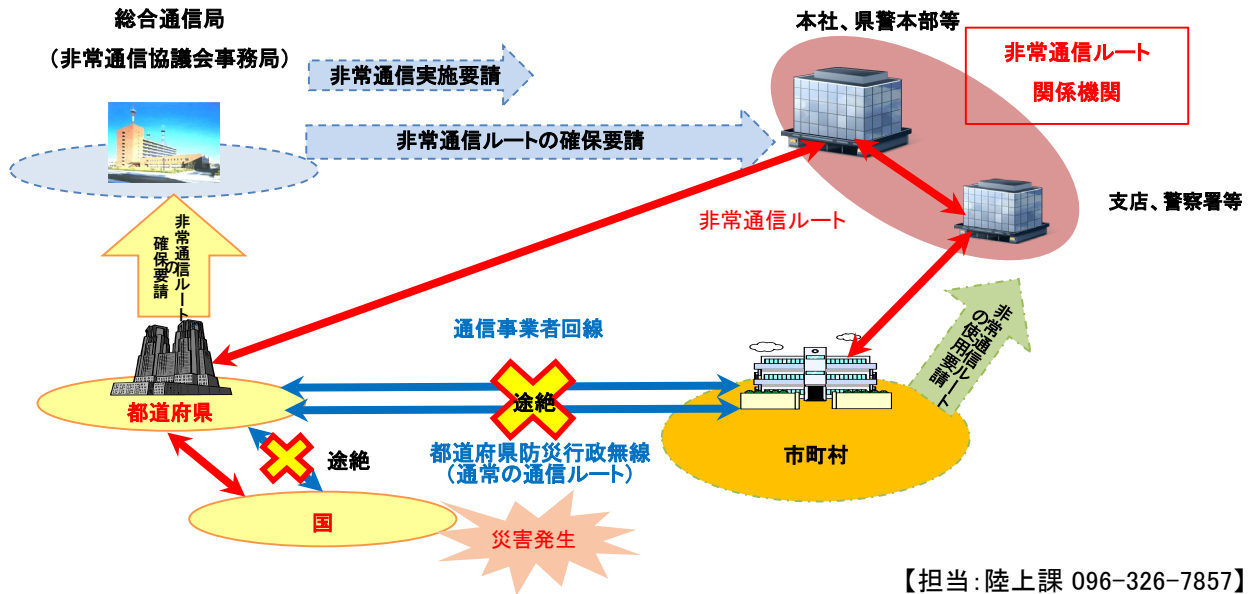 総合通信局
（非常通信協議会事務局）
本社、県警本部等
非常通信ルート
関係機関
非常通信実施要請
非常通信ルートの確保要請
支店、警察署等
非常通信ルート
非常通信ルート
の
確保要請
通信事業者回線
非常通信ルート
の使用要請
途絶
都道府県
都道府県防災行政無線
（通常の通信ルート）
市町村
途絶
国
災害発生
【担当：陸上課 096-326-7857】